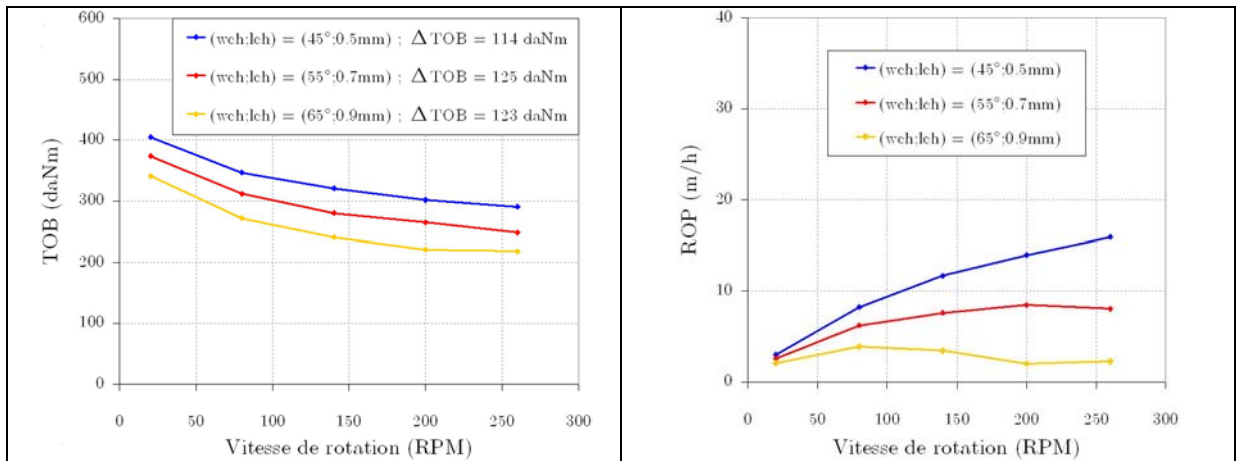 600
500
400
300
200
100
0
TOB (daNm)
(wch;lch) = (45°;0.5mm) ; Δ TOB = 114 daNm
(wch;lch) = (55°;0.7mm) ; Δ TOB = 125 daNm
(wch;lch) = (65°;0.9mm) ; Δ TOB = 123 daNm
0 50 100 150 200 250 300
Vitesse de rotation (RPM)
40
30
20
10
0
ROP (m/h)
(wch;lch) = (45°;0.5mm)
(wch;lch) = (55°;0.7mm)
(wch;lch) = (65°;0.9mm)
0 50 100 150 200 250 300
Vitesse de rotation (RPM)